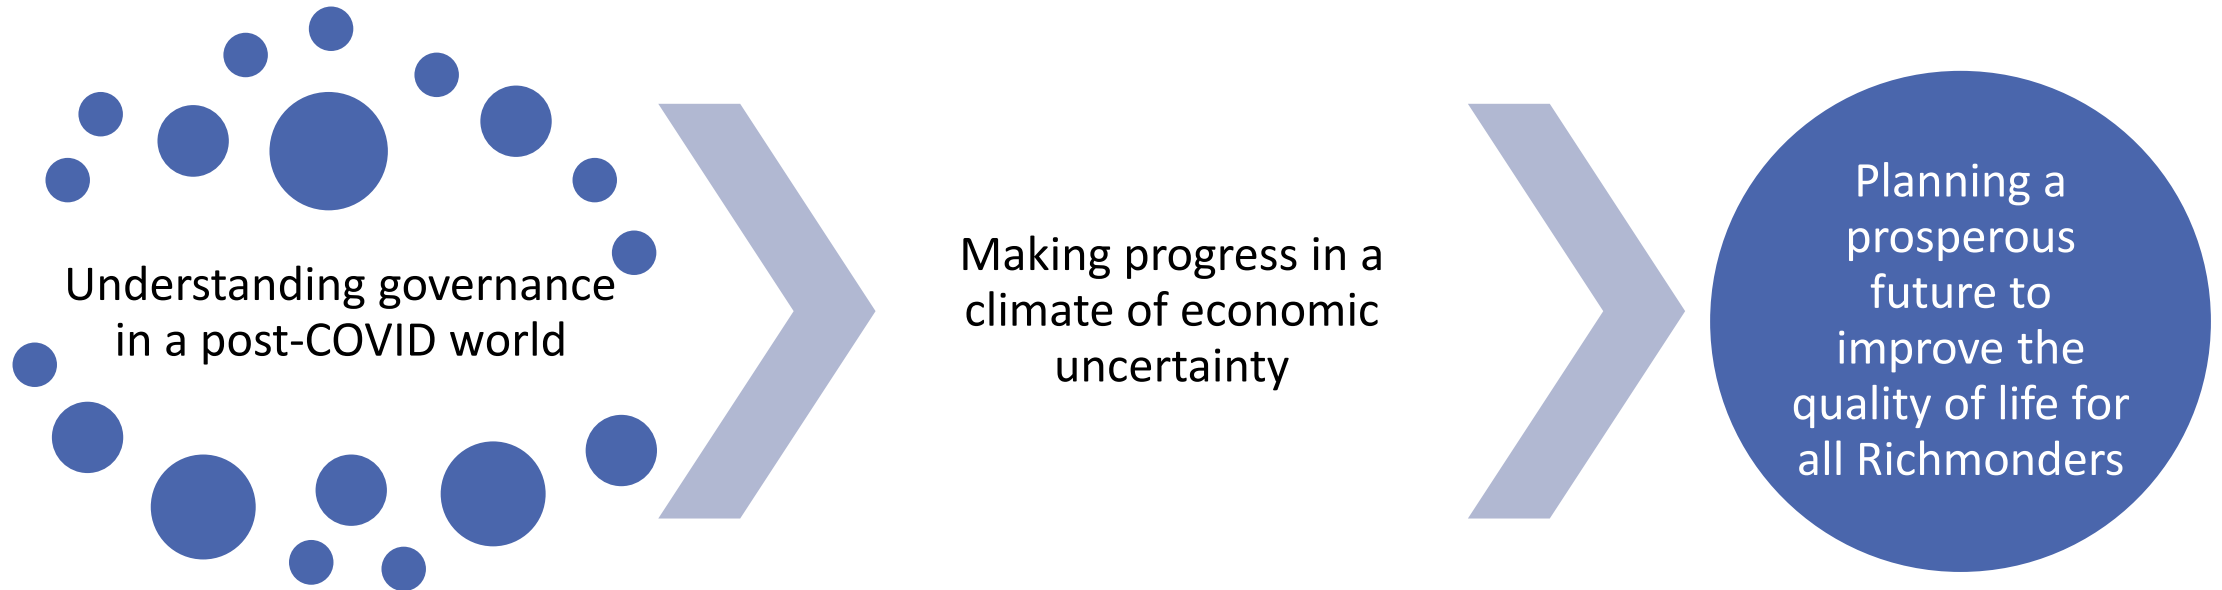 Understanding governance
in a post-COVID world
Making progress in a
climate of economic
uncertainty
Planning a
prosperous
future to
improve the
quality of life for
all Richmonders